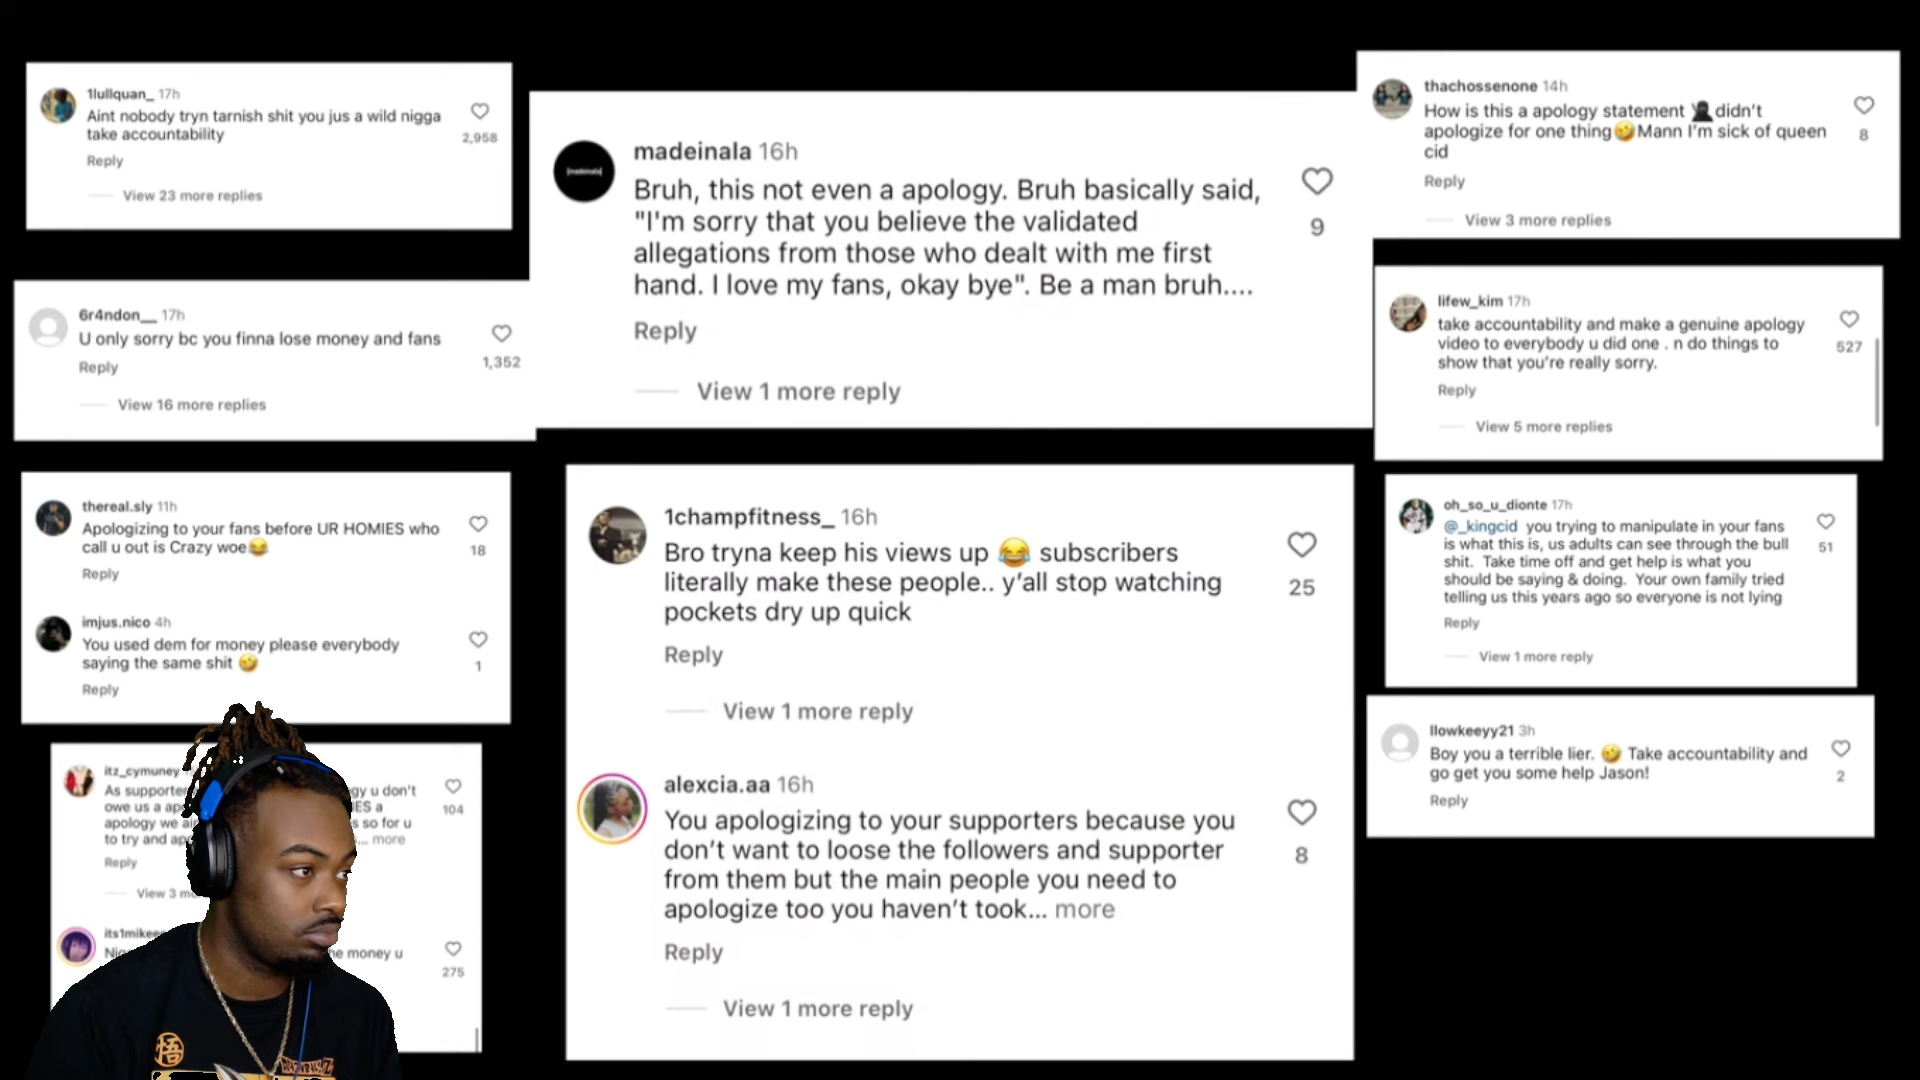 1lullquan_ 17h
Aint nobody tryn tarnish shit you jus a wild nigga
take accountability
2,958
Reply
View 23 more replies
6r4ndon__ 17h
U only sorry bc you finna lose money and fans
1,352
Reply
View 16 more replies
thereal.sly 11h
Apologizing to your fans before UR HOMIES who
call u out is Crazy woe😂
18
Reply
imjus.nico 4h
You used dem for money please everybody
saying the same shit 🤣
1
Reply
itz_cymuney
As supporte gy u don't
owe us a ap ES a
apology we ai s so for u
to try and ap ... more
104
Reply
View 3
its1mikee
e money u
275
madeinala 16h
Bruh, this not even a apology. Bruh basically said,
"I'm sorry that you believe the validated
allegations from those who dealt with me first
hand. I love my fans, okay bye". Be a man bruh....
9
Reply
View 1 more reply
1champfitness_ 16h
Bro tryna keep his views up 😂 subscribers
literally make these people.. y'all stop watching
pockets dry up quick
25
Reply
View 1 more reply
alexcia.aa 16h
You apologizing to your supporters because you
don't want to loose the followers and supporter
from them but the main people you need to
apologize too you haven't took... more
8
Reply
View 1 more reply
thachossenone 14h
How is this a apology statement 🥷🏿didn't
apologize for one thing🤣Mann I'm sick of queen
cid
8
Reply
View 3 more replies
lifew_kim 17h
take accountability and make a genuine apology
video to everybody u did one . n do things to
show that you're really sorry.
527
Reply
View 5 more replies
oh_so_u_dionte 17h
@_kingcid you trying to manipulate in your fans
is what this is, us adults can see through the bull
shit. Take time off and get help is what you
should be saying & doing. Your own family tried
telling us this years ago so everyone is not lying
51
Reply
View 1 more reply
llowkeeyy21 3h
Boy you a terrible lier. 🤣 Take accountability and
go get you some help Jason!
2
Reply
悟